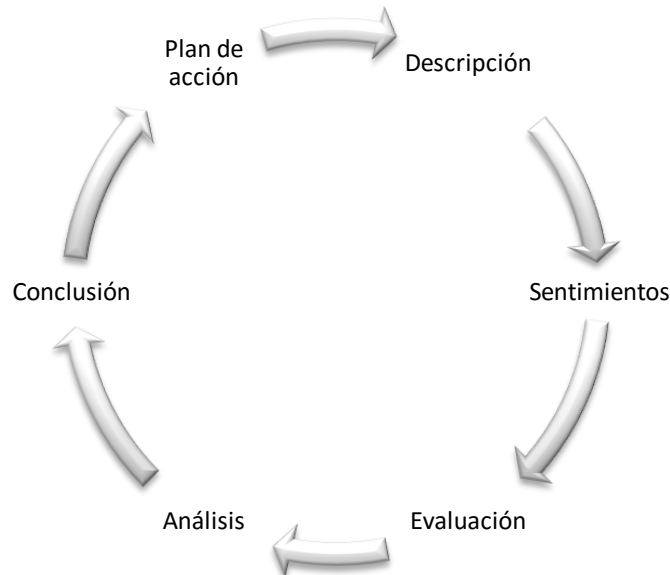 Plan de
acción
Descripción
Sentimientos
Evaluación
Análisis
Conclusión